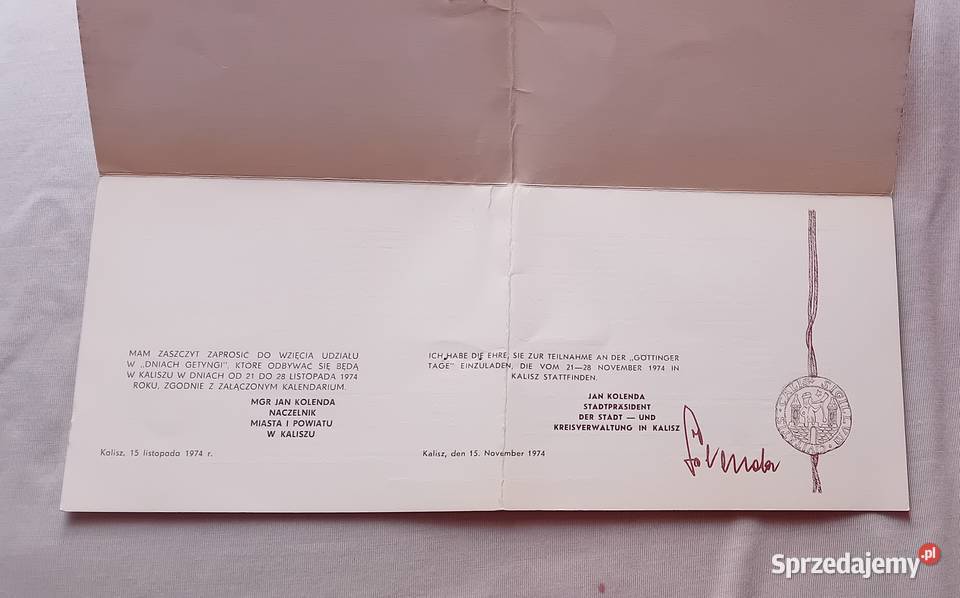 MAM ZASZCZYT ZAPROSIĆ DO WZIĘCIA UDZIAŁU
W „DNIACH GETYNGI", KTÓRE ODBYWAĆ SIĘ BĘDĄ
W KALISZU W DNIACH OD 21 DO 28 LISTOPADA 1974
ROKU, ZGODNIE Z ZAŁĄCZONYM KALENDARIUM.
MGR JAN KOLENDA
NACZELNIK
MIASTA I POWIATU
W KALISZU
Kalisz, 15 listopada 1974 r.
ICH HABE DIE EHRE, SIE ZUR TEILNAHME AN DER „GÖTTINGER
TAGE" EINZULADEN, DIE VOM 21—28 NOVEMBER 1974 IN
KALISZ STATTFINDEN.
JAN KOLENDA
STADTPRÄSIDENT
DER STADT — UND
KREISVERWALTUNG IN KALISZ
Kalisz, den 15. November 1974
Sprzedajemy.pl